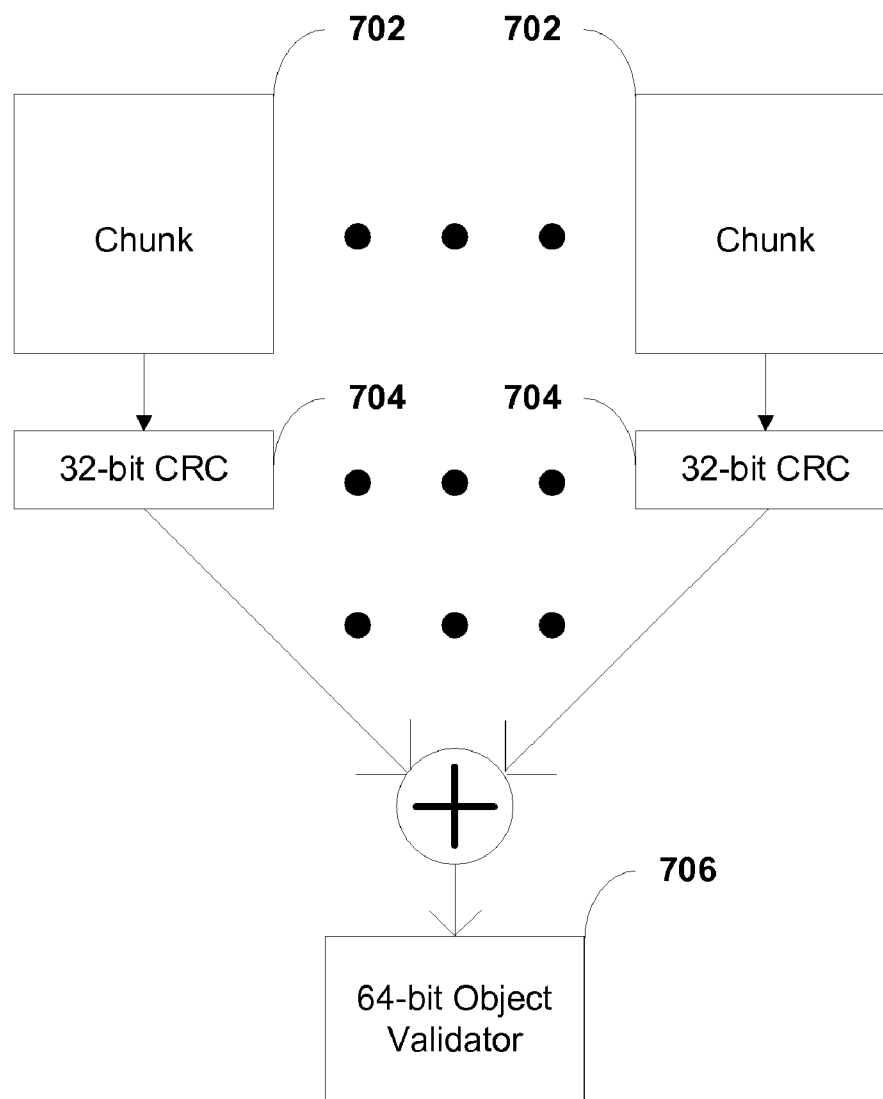 702
702
Chunk
Chunk
704
704
32-bit CRC
32-bit CRC
706
64-bit Object
Validator